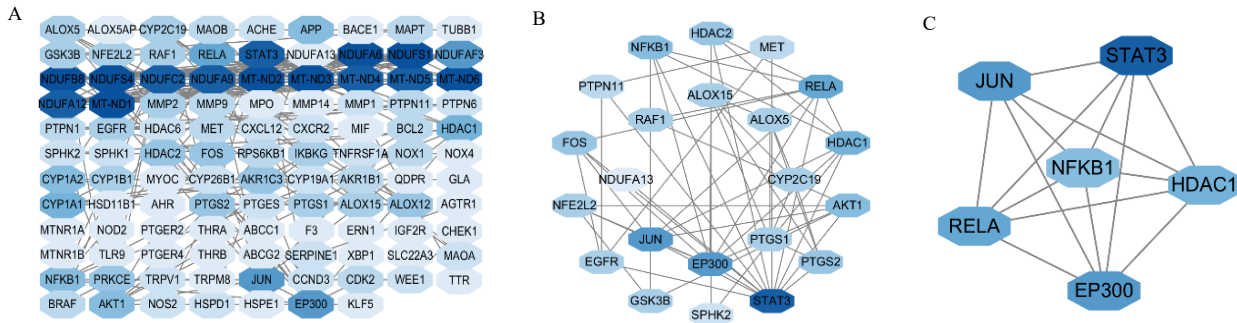 A
ALOX5 ALOX5AP CYP2C19 MAOB ACHE APP BACE1 MAPT TUBB1
GSK3B NFE2L2 RAF1 RELA STAT3 NDUFA13 NDUFA6 NDUFS1 NDUFAF3
NDUFB8 NDUFS4 NDUFC2 NDUFA9 MT-ND2 MT-ND3 MT-ND4 MT-ND5 MT-ND6
NDUFA12 MT-ND1 MMP2 MMP9 MPO MMP14 MMP1 PTPN11 PTPN6
PTPN1 EGFR HDAC6 MET CXCL12 CXCR2 MIF BCL2 HDAC1
SPHK2 SPHK1 HDAC2 FOS RPS6KB1 IKBKG TNFRSF1A NOX1 NOX4
CYP1A2 CYP1B1 MYOC CYP26B1 AKR1C3 CYP19A1 AKR1B1 QDPR GLA
CYP1A1 HSD11B1 AHR PTGS2 PTGES PTGS1 ALOX15 ALOX12 AGTR1
MTNR1A NOD2 PTGER2 THRA ABCC1 F3 ERN1 IGF2R CHEK1
MTNR1B TLR9 PTGER4 THRB ABCG2 SERPINE1 XBP1 SLC22A3 MAOA
NFKB1 PRKCE TRPV1 TRPM8 JUN CCND3 CDK2 WEE1 TTR
BRAF AKT1 NOS2 HSPD1 HSPE1 EP300 KLF5
B
HDAC2
NFKB1 MET
PTPN11 ALOX15 RELA
RAF1 ALOX5
FOS HDAC1
NDUFA13 CYP2C19
NFE2L2 AKT1
JUN PTGS1
EGFR EP300 PTGS2
GSK3B STAT3
SPHK2
C
STAT3
JUN
NFKB1
HDAC1
RELA
EP300